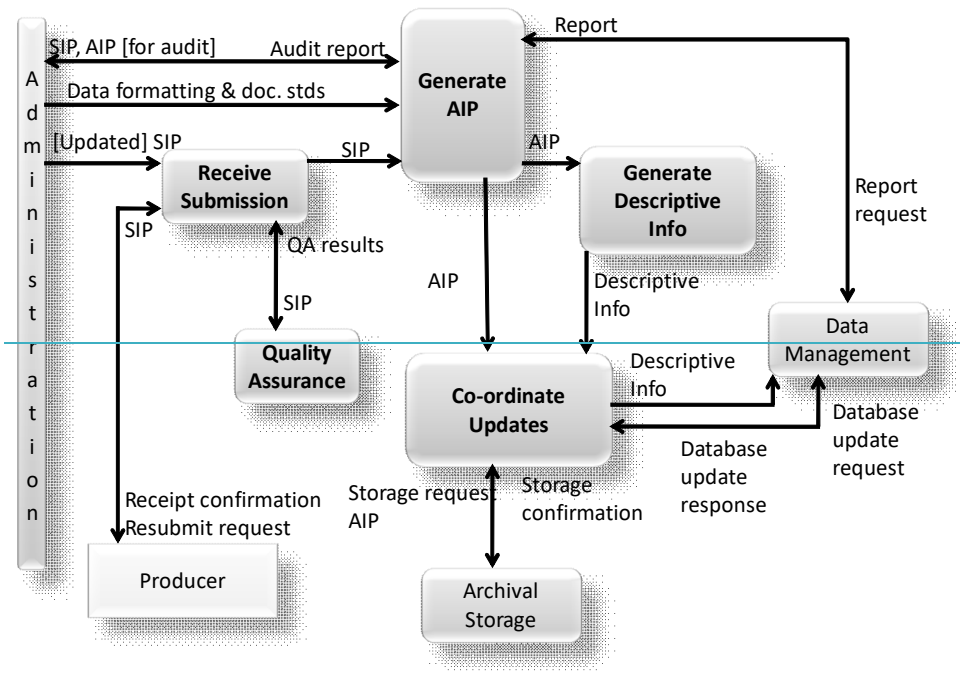 Report
SIP, AIP [for audit]
Audit report
Generate
AIP
Data formatting & doc. stds
[Updated] SIP
SIP
AIP
Receive
Submission
Generate
Descriptive
Info
Report
request
SIP
QA results
AIP
Descriptive
Info
SIP
Data
Management
Quality
Assurance
Co-ordinate
Updates
Descriptive
Info
Database
update
request
Database
update
response
Storage request
AIP
Storage
confirmation
Receipt confirmation
Resubmit request
Producer
Archival
Storage
Administration